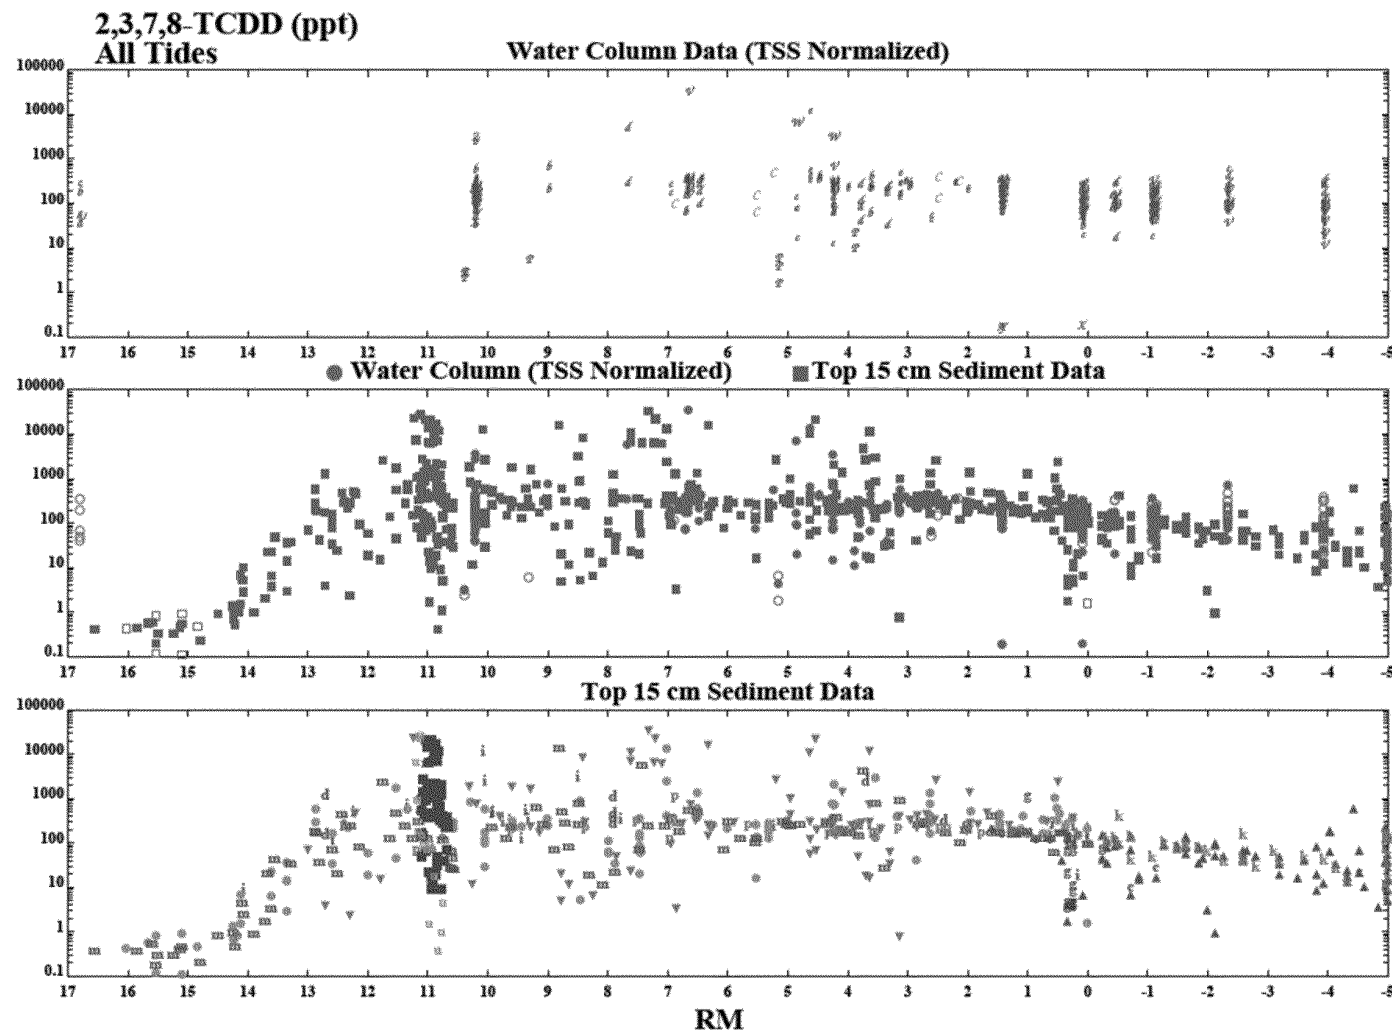 2,3,7,8-TCDD (ppt)
All Tides
Water Column Data (TSS Normalized)
100000
10000
1000
100
10
1
0.1
17 16 15 14 13 12 11 10 9 8 7 6 5 4 3 2 1 0 -1 -2 -3 -4 -5
Water Column (TSS Normalized) Top 15 cm Sediment Data
100000
10000
1000
100
10
1
0.1
17 16 15 14 13 12 11 10 9 8 7 6 5 4 3 2 1 0 -1 -2 -3 -4 -5
Top 15 cm Sediment Data
100000
10000
1000
100
10
1
0.1
17 16 15 14 13 12 11 10 9 8 7 6 5 4 3 2 1 0 -1 -2 -3 -4 -5
RM